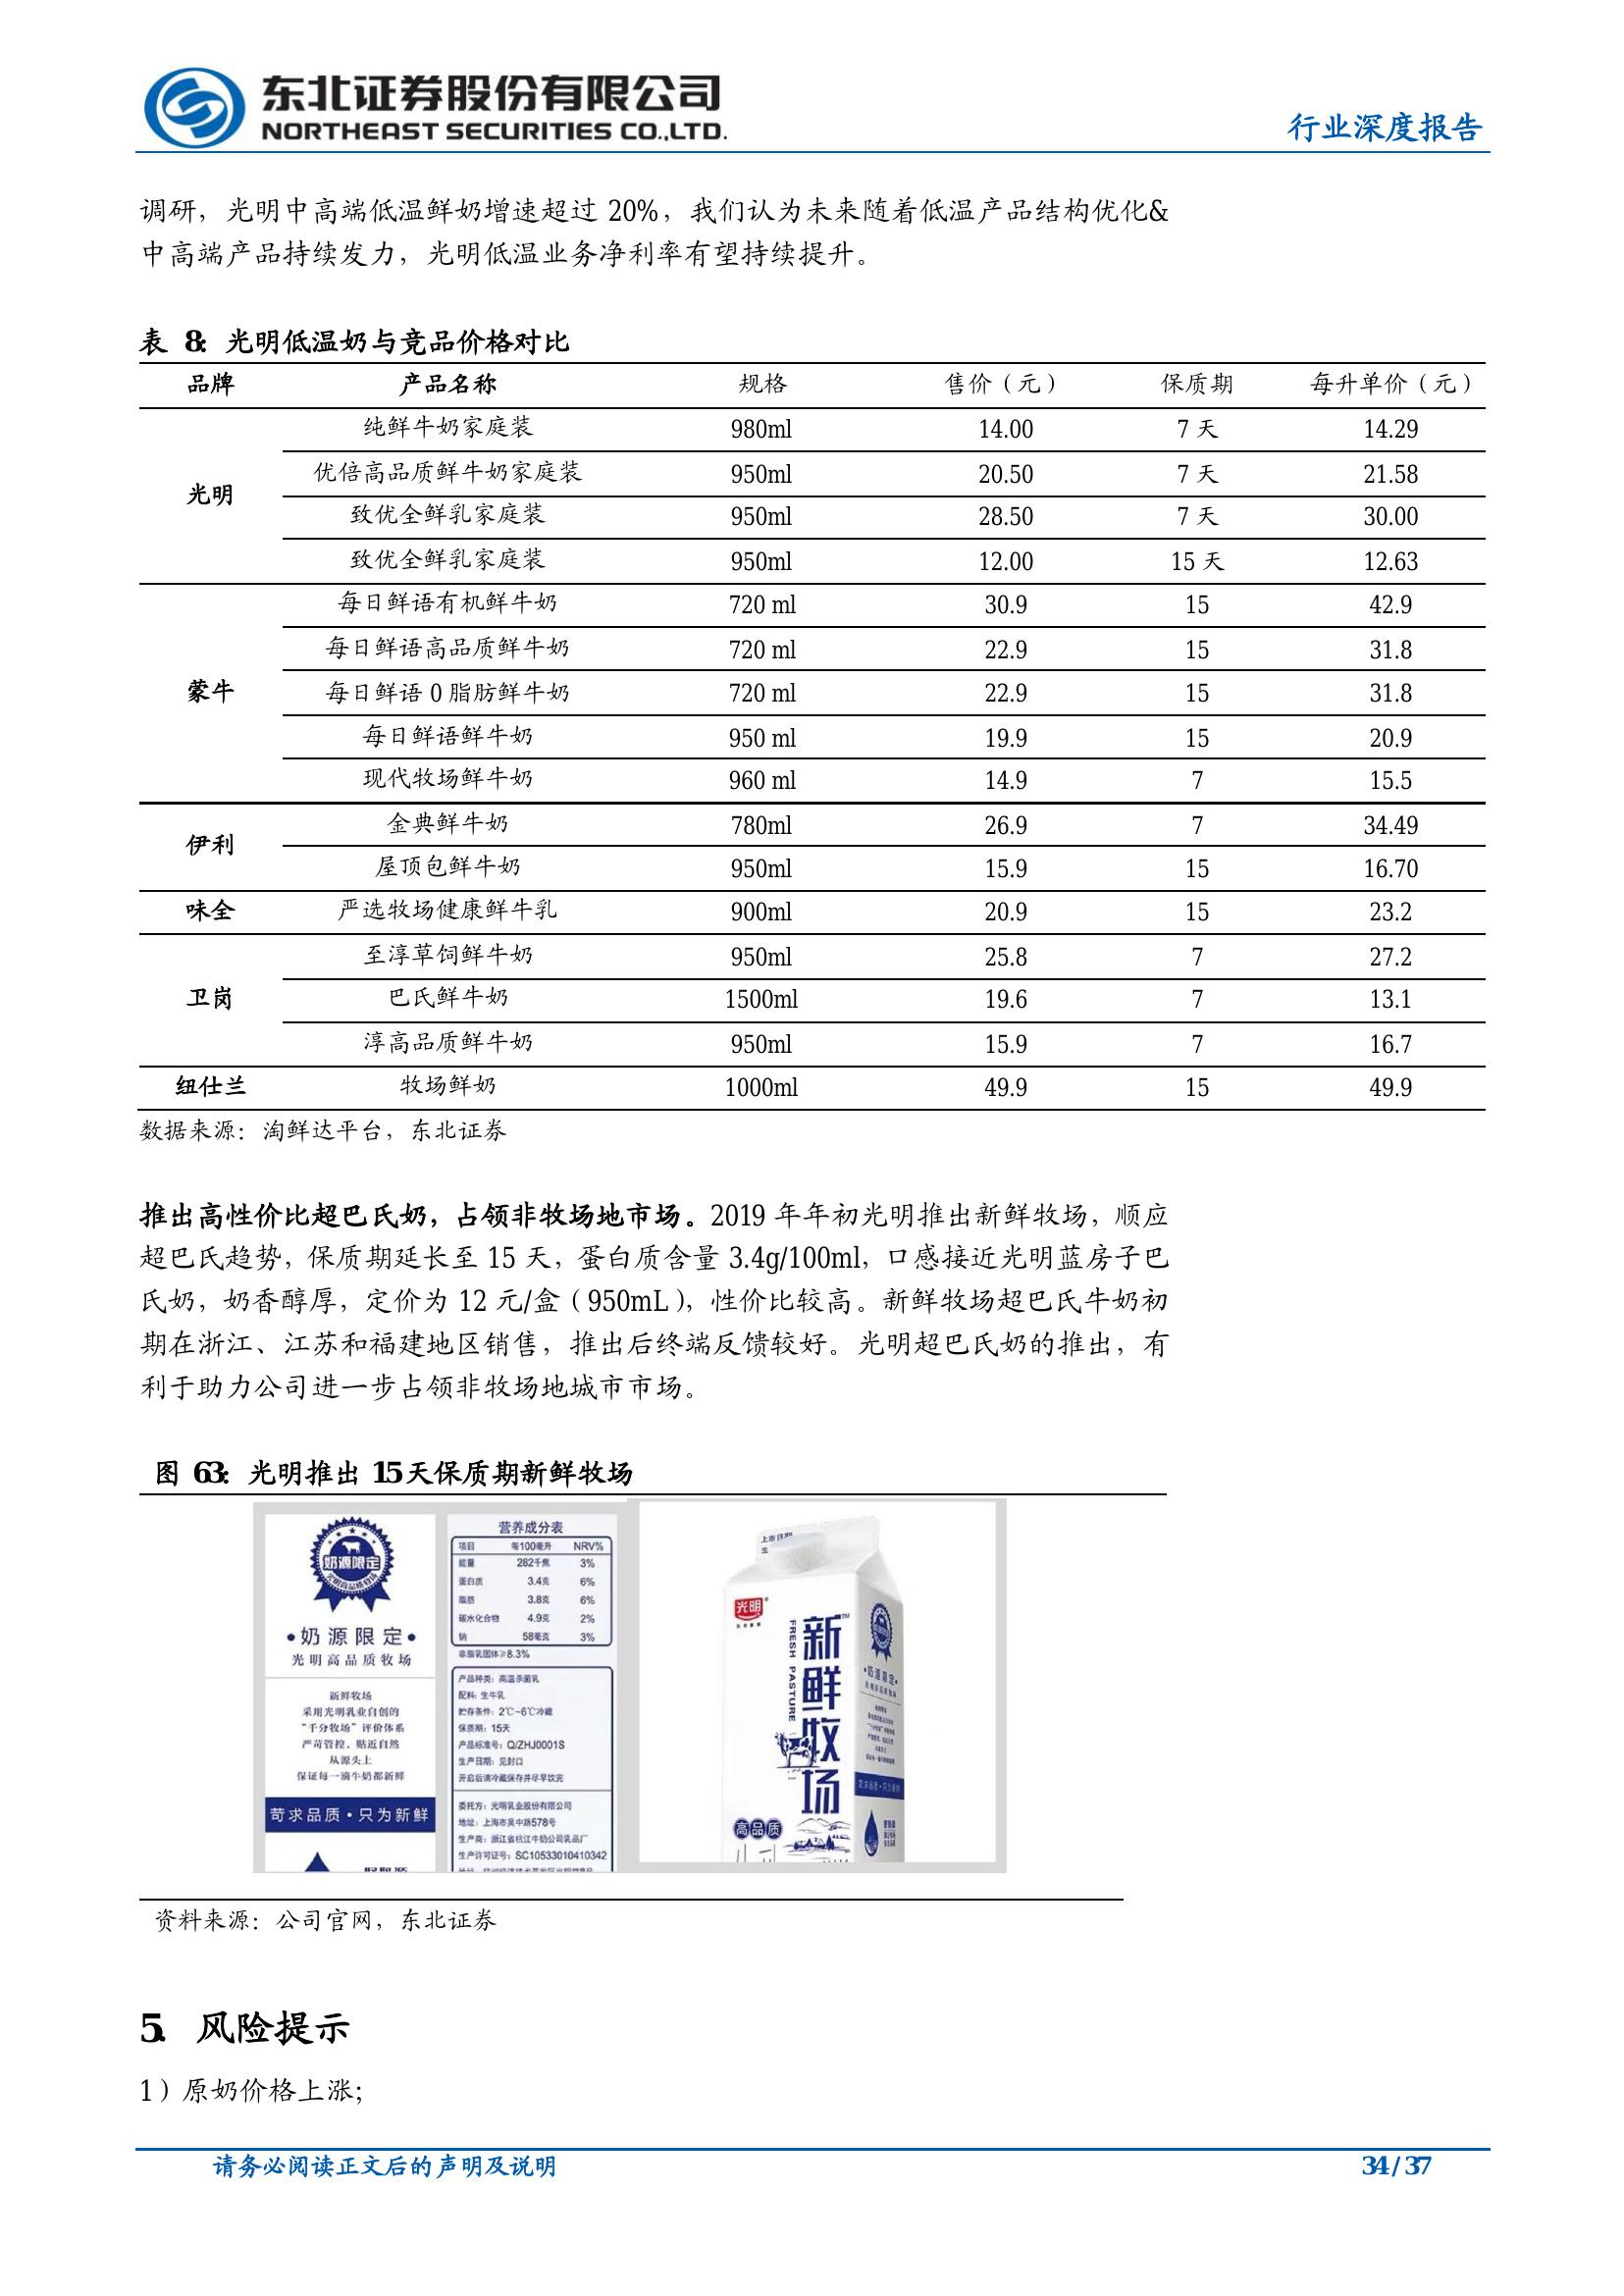 东北证券股份有限公司
NORTHEAST SECURITIES CO.,LTD.
行业深度报告
调研，光明中高端低温鲜奶增速超过 20%，我们认为未来随着低温产品结构优化&
中高端产品持续发力，光明低温业务净利率有望持续提升。
表 8: 光明低温奶与竞品价格对比
品牌 产品名称 规格 售价（元） 保质期 每升单价（元）
光明 纯鲜牛奶家庭装 980ml 14.00 7 天 14.29
优倍高品质鲜牛奶家庭装 950ml 20.50 7 天 21.58
致优全鲜乳家庭装 950ml 28.50 7 天 30.00
致优全鲜乳家庭装 950ml 12.00 15 天 12.63
蒙牛 每日鲜语有机鲜牛奶 720 ml 30.9 15 42.9
每日鲜语高品质鲜牛奶 720 ml 22.9 15 31.8
每日鲜语 0 脂肪鲜牛奶 720 ml 22.9 15 31.8
每日鲜语鲜牛奶 950 ml 19.9 15 20.9
现代牧场鲜牛奶 960 ml 14.9 7 15.5
伊利 金典鲜牛奶 780ml 26.9 7 34.49
屋顶包鲜牛奶 950ml 15.9 15 16.70
味全 严选牧场健康鲜牛乳 900ml 20.9 15 23.2
卫岗 至淳草饲鲜牛奶 950ml 25.8 7 27.2
巴氏鲜牛奶 1500ml 19.6 7 13.1
淳高品质鲜牛奶 950ml 15.9 7 16.7
纽仕兰 牧场鲜奶 1000ml 49.9 15 49.9
数据来源：淘鲜达平台，东北证券
推出高性价比超巴氏奶，占领非牧场地市场。2019 年年初光明推出新鲜牧场，顺应
超巴氏趋势，保质期延长至 15 天，蛋白质含量 3.4g/100ml，口感接近光明蓝房子巴
氏奶，奶香醇厚，定价为 12 元/盒（950mL），性价比较高。新鲜牧场超巴氏牛奶初
期在浙江、江苏和福建地区销售，推出后终端反馈较好。光明超巴氏奶的推出，有
利于助力公司进一步占领非牧场地城市市场。
图 63: 光明推出 15 天保质期新鲜牧场
奶源限定
光明高品质牧场
•奶源限定•
光明高品质牧场
新鲜牧场
采用光明乳业自创的
“千分牧场”评价体系
严苛管控、贴近自然
从源头上
保证每一滴牛奶都新鲜
苛求品质•只为新鲜
营养成分表
项目 每100毫升 NRV%
能量 282千焦 3%
蛋白质 3.4克 6%
脂肪 3.8克 6%
碳水化合物 4.9克 2%
钠 58毫克 3%
非脂乳固体≥8.3%
产品种类：高温杀菌乳
配料：生牛乳
贮存条件：2℃~6℃冷藏
保质期：15天
产品标准号：Q/ZHJ0001S
生产日期：见封口
开启后请冷藏保存并尽早饮完
委托方：光明乳业股份有限公司
地址：上海市吴中路578号
生产商：浙江省杭江牛奶公司乳品厂
生产许可证号：SC10533010410342
上市日期
光明
新鲜牧场
™
FRESH PASTURE
高品质
•奶源限定•
苛求品质•只为新鲜
资料来源：公司官网，东北证券
5. 风险提示
1）原奶价格上涨；
请务必阅读正文后的声明及说明
34 / 37